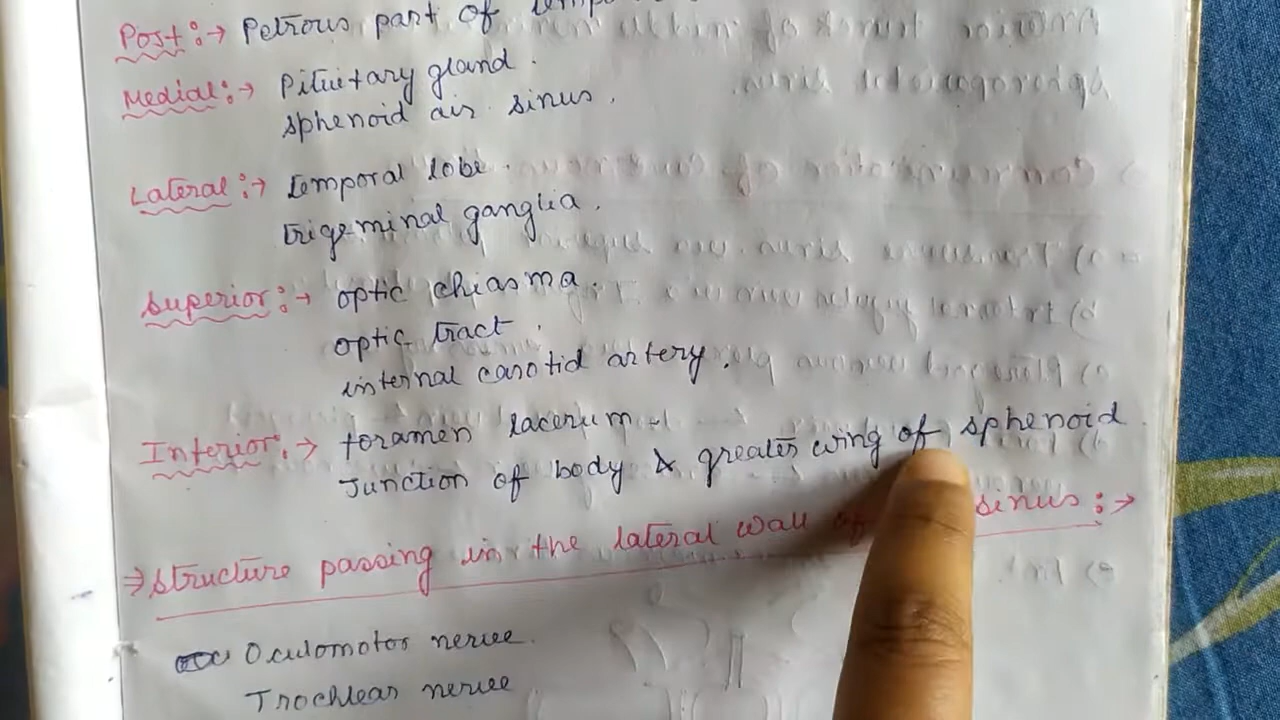 Post:→ Petrous part of
Medial:→ Pituitary gland.
sphenoid air sinus.
Lateral:→ temporal lobe.
trigeminal ganglia.
Superior:→ optic chiasma.
optic tract.
internal carotid artery.
Inferior:→ foramen lacerum
Junction of body & greater wing of sphenoid
⇒ Structure passing in the lateral wall of sinus:→
Oculomotor nerve.
Trochlear nerve